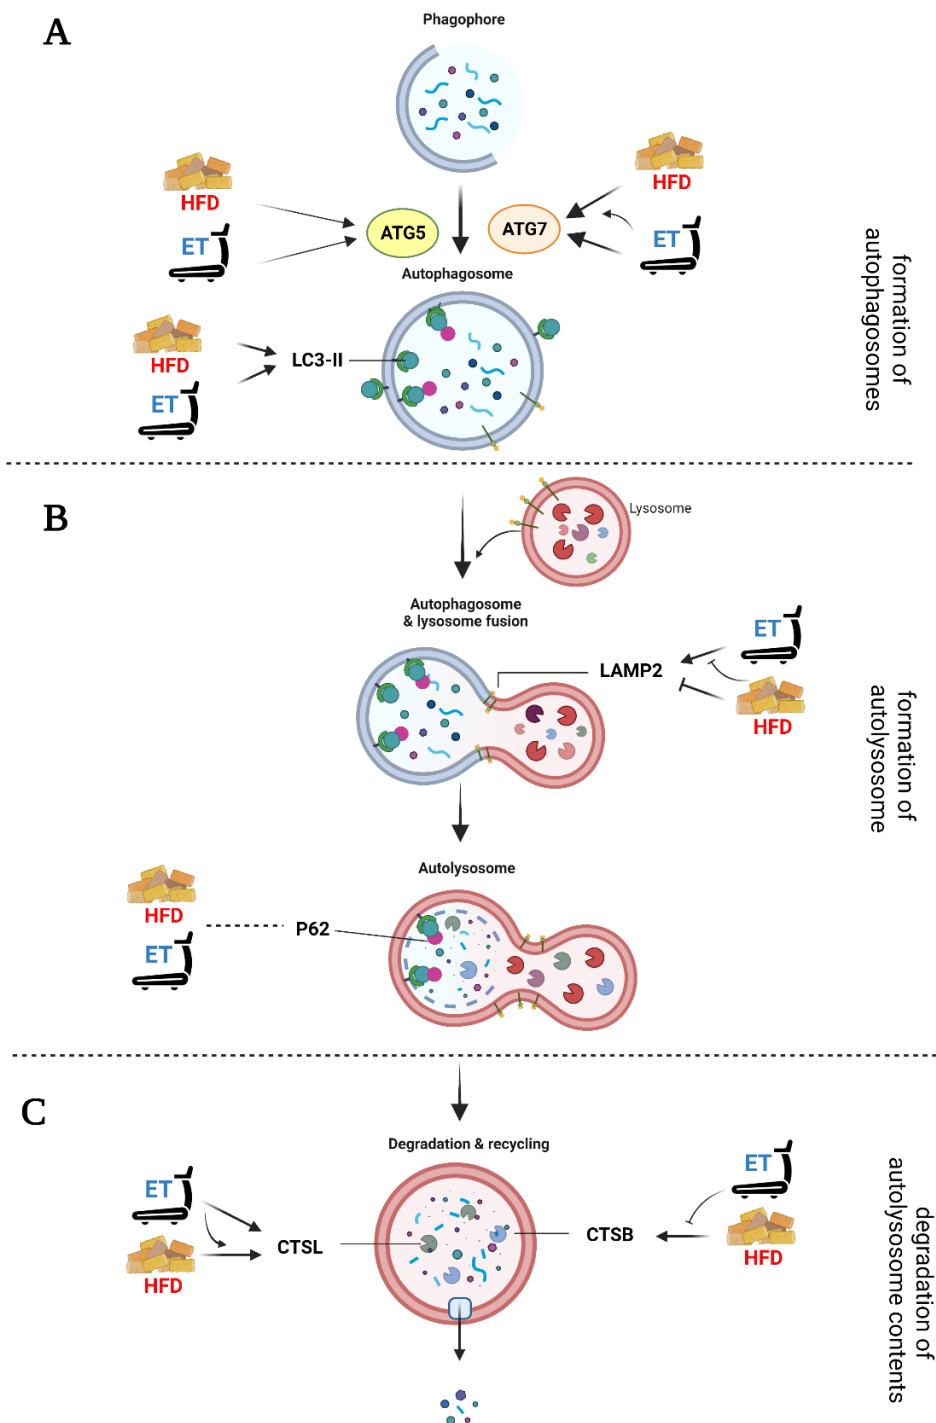 A
Phagophore
HFD
HFD
ET
ATG5
ATG7
ET
Autophagosome
HFD
LC3-II
ET
formation of
autophagosomes
B
Lysosome
Autophagosome
& lysosome fusion
ET
LAMP2
HFD
formation of
autolysosome
Autolysosome
HFD
P62
ET
C
Degradation & recycling
ET
ET
CTSL
CTSB
HFD
HFD
degradation of
autolysosome contents